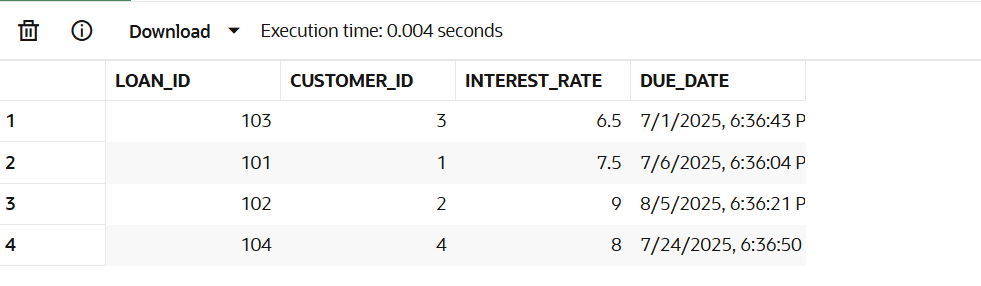 Download Execution time: 0.004 seconds
LOAN_ID CUSTOMER_ID INTEREST_RATE DUE_DATE
1 103 3 6.5 7/1/2025, 6:36:43 P
2 101 1 7.5 7/6/2025, 6:36:04 P
3 102 2 9 8/5/2025, 6:36:21 P
4 104 4 8 7/24/2025, 6:36:50